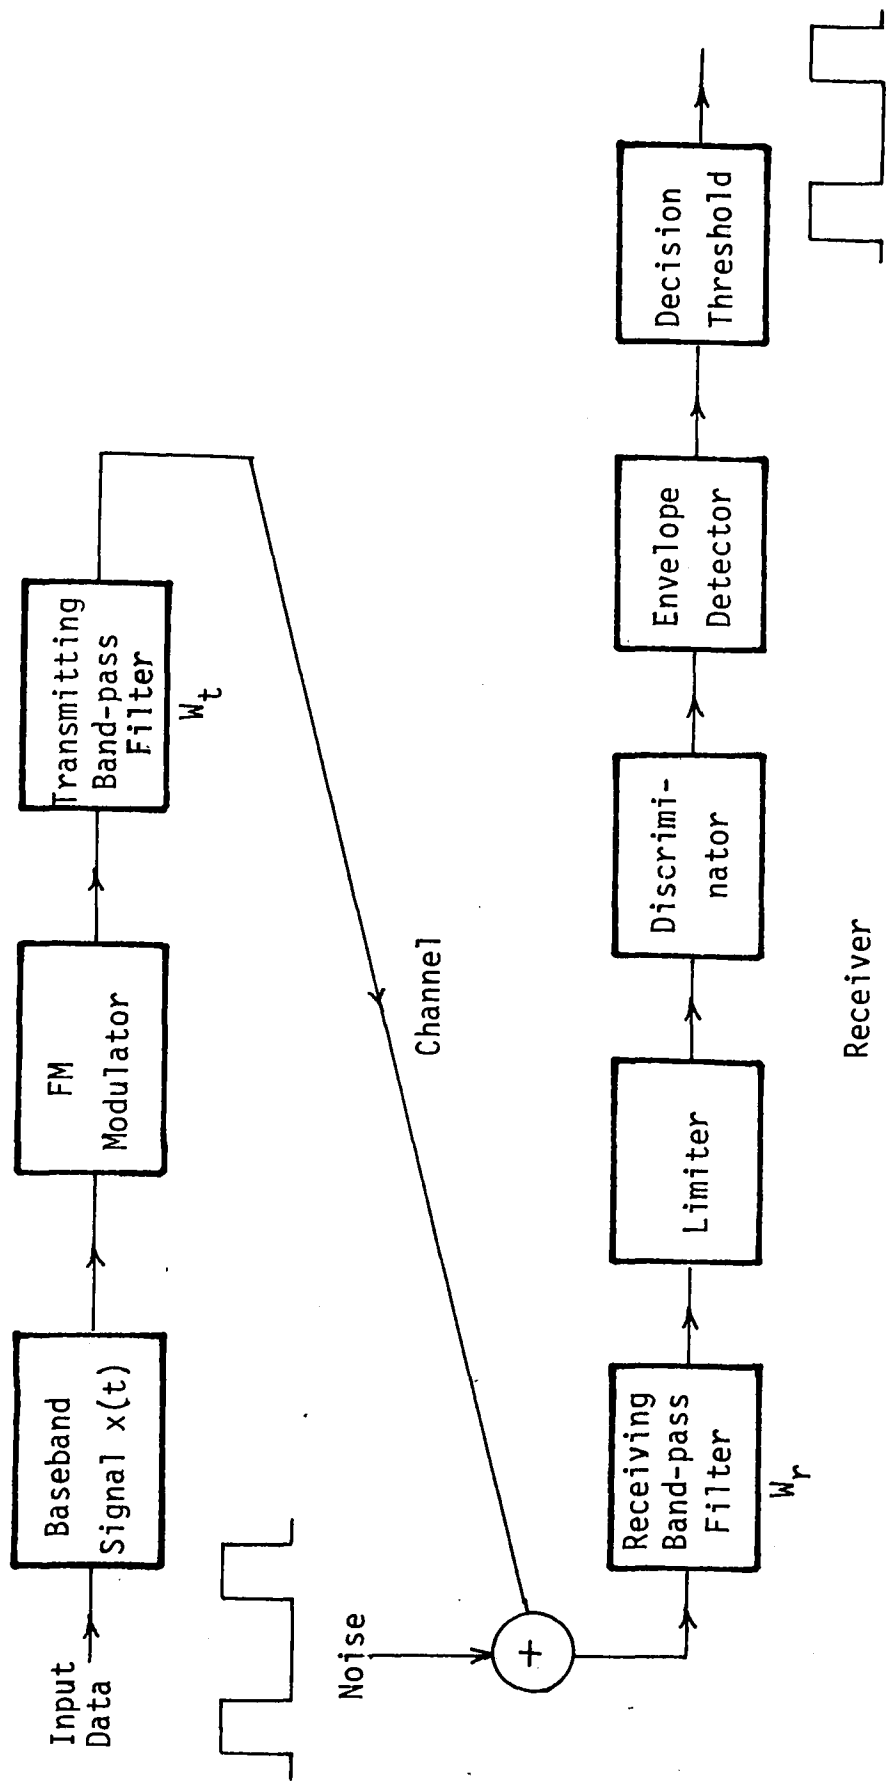 Input
Data
Baseband
Signal x(t)
FM
Modulator
Transmitting
Band-pass
Filter
W_t
Channel
Noise
+
Receiving
Band-pass
Filter
W_r
Limiter
Discrimi-
nator
Envelope
Detector
Decision
Threshold
Receiver